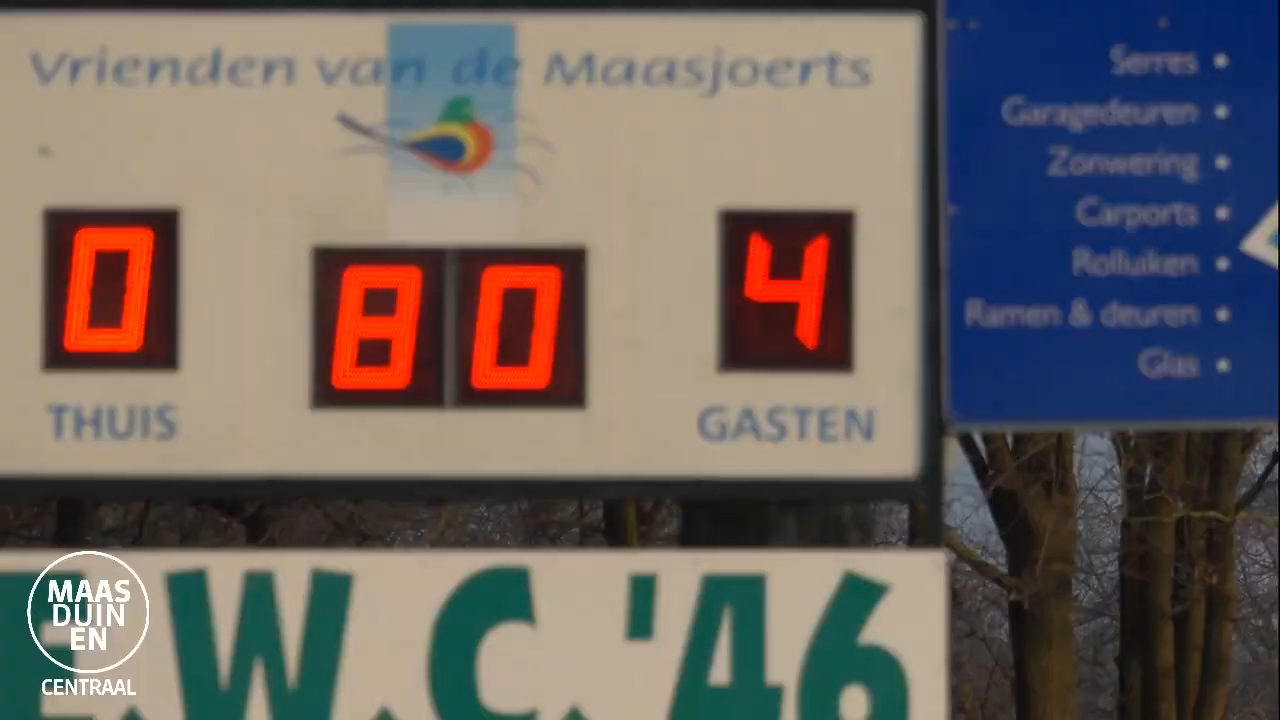 Vrienden van de Maasjoerts
0
80
4
THUIS
GASTEN
Serres •
Garagedeuren •
Zonwering •
Carports •
Rolluiken •
Ramen & deuren •
Glas •
E.W.C. '46
MAAS
DUIN
EN
CENTRAAL